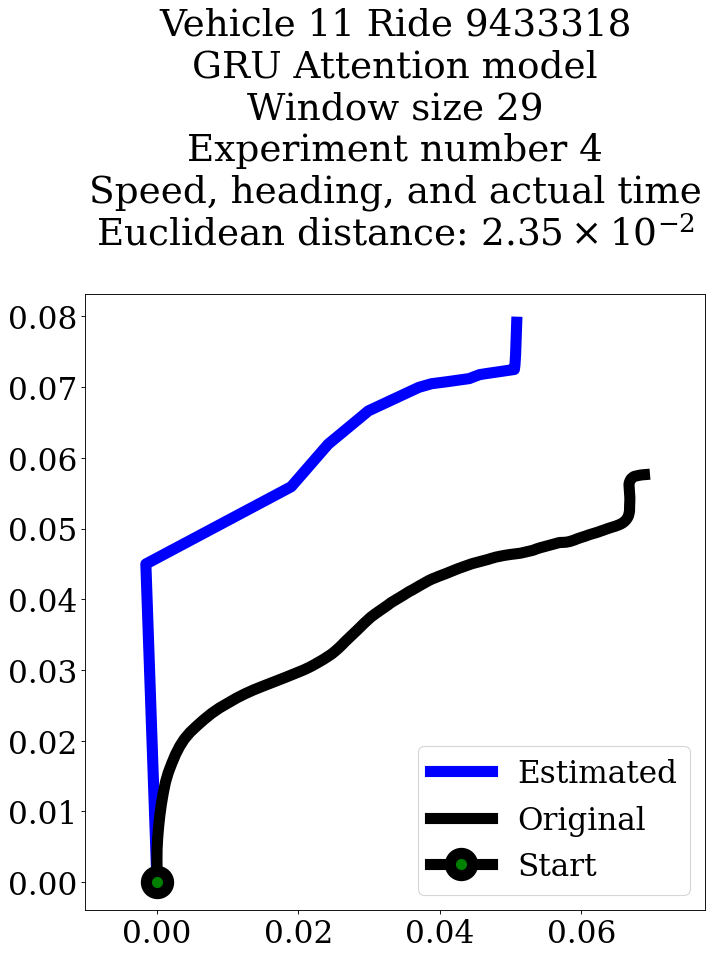 Vehicle 11 Ride 9433318
GRU Attention model
Window size 29
Experiment number 4
Speed, heading, and actual time
Euclidean distance: 2.35 × 10⁻²
0.08
0.07
0.06
0.05
0.04
0.03
0.02
0.01
0.00
Estimated
Original
Start
0.00 0.02 0.04 0.06